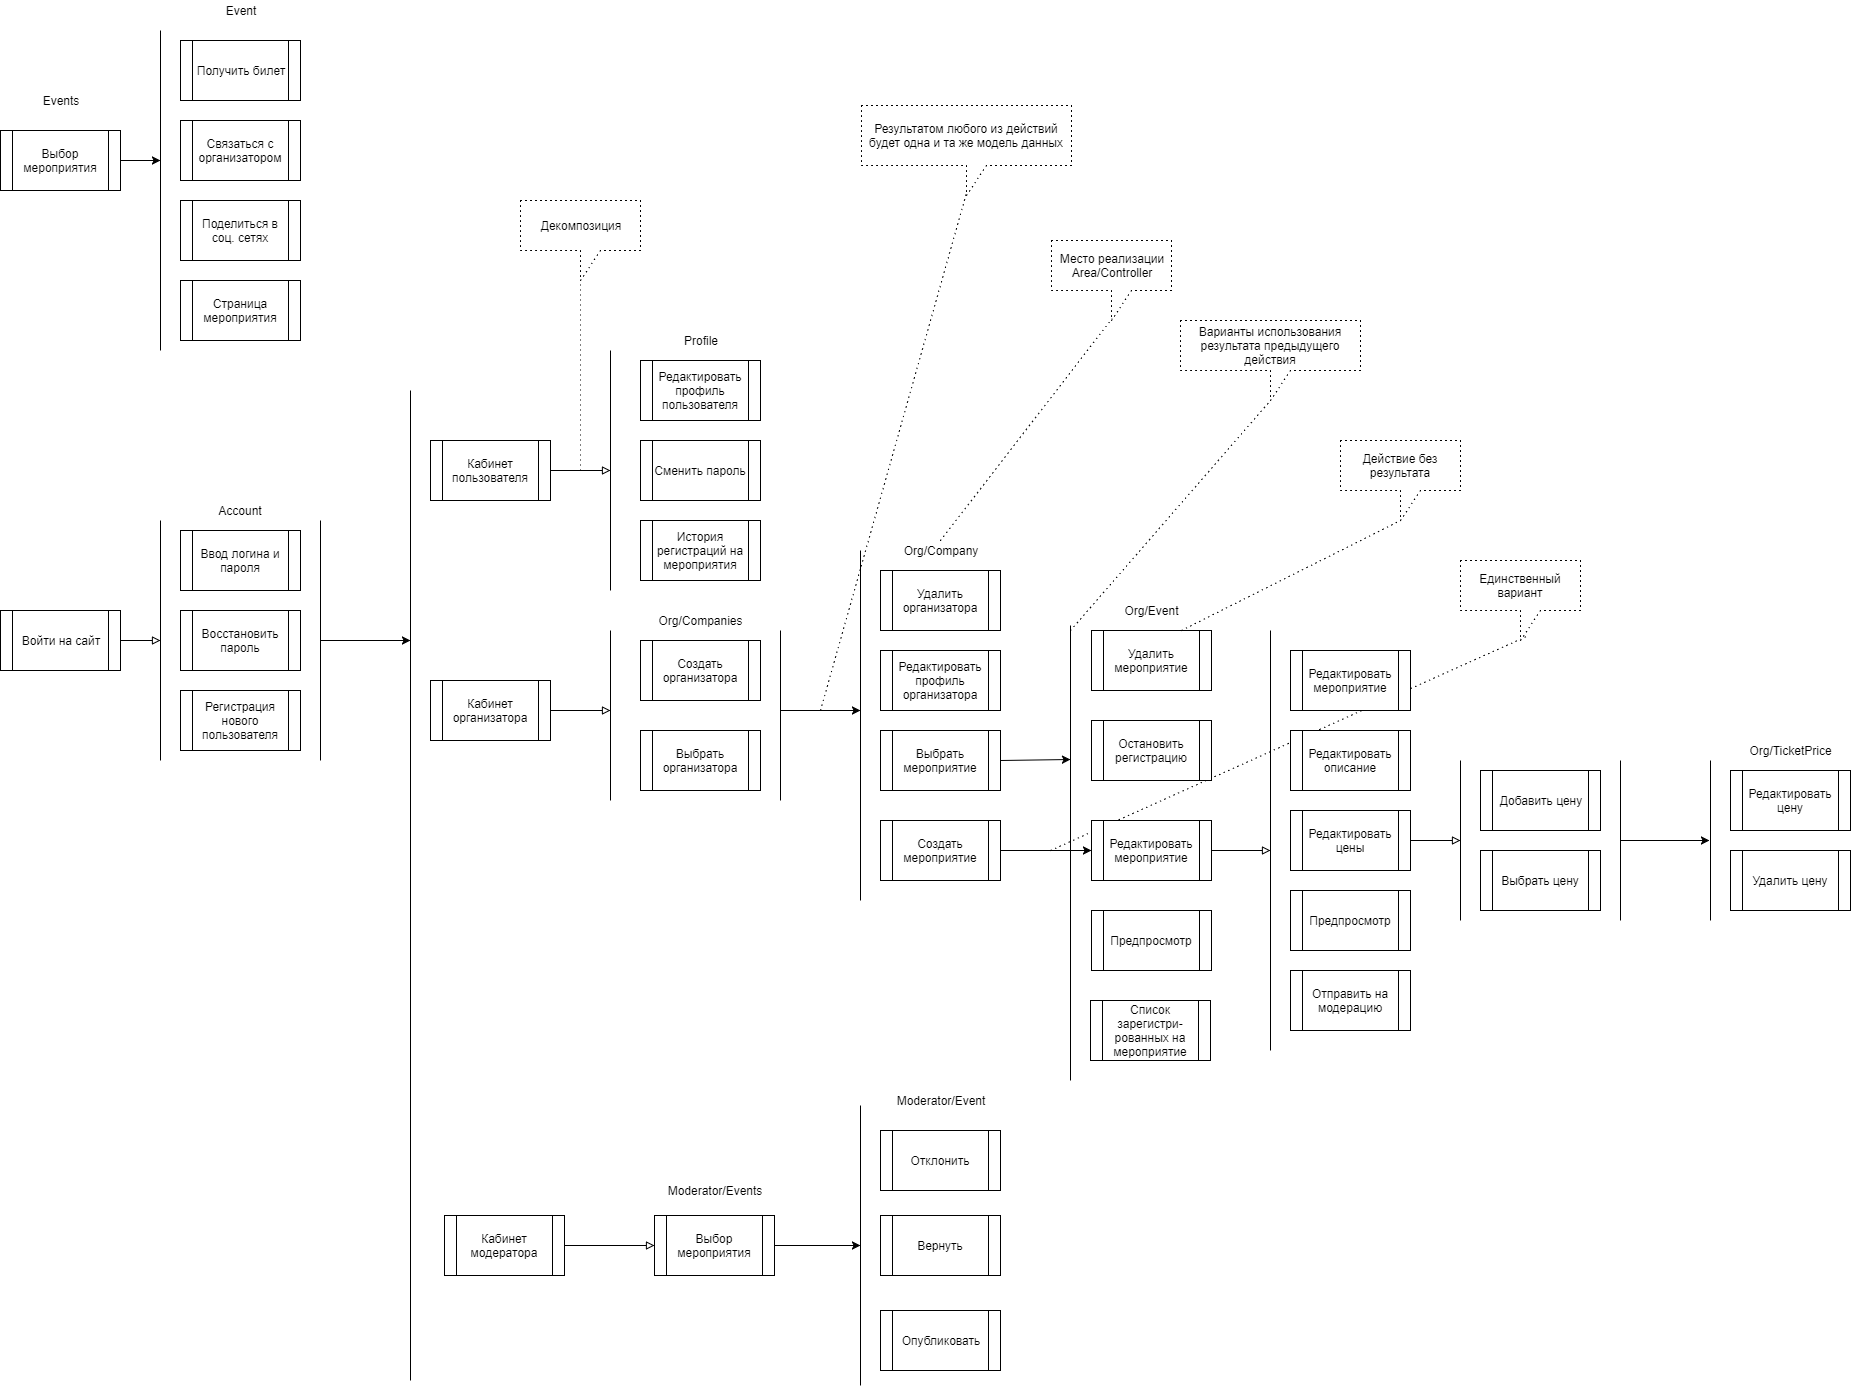 Event
Получить билет
Events
Выбор
мероприятия
Связаться с
организатором
Поделиться в
соц. сетях
Страница
мероприятия
Результатом любого из действий
будет одна и та же модель данных
Декомпозиция
Место реализации
Area/Controller
Варианты использования
результата предыдущего
действия
Действие без
результата
Единственный
вариант
Profile
Редактировать
профиль
пользователя
Кабинет
пользователя
Сменить пароль
История
регистраций на
мероприятия
Account
Ввод логина и
пароля
Войти на сайт
Восстановить
пароль
Регистрация
нового
пользователя
Org/Companies
Создать
организатора
Кабинет
организатора
Выбрать
организатора
Org/Company
Удалить
организатора
Редактировать
профиль
организатора
Выбрать
мероприятие
Создать
мероприятие
Org/Event
Удалить
мероприятие
Остановить
регистрацию
Редактировать
мероприятие
Предпросмотр
Список
зарегистри-
рованных на
мероприятие
Редактировать
мероприятие
Редактировать
описание
Редактировать
цены
Предпросмотр
Отправить на
модерацию
Добавить цену
Выбрать цену
Org/TicketPrice
Редактировать
цену
Удалить цену
Moderator/Event
Отклонить
Moderator/Events
Кабинет
модератора
Выбор
мероприятия
Вернуть
Опубликовать